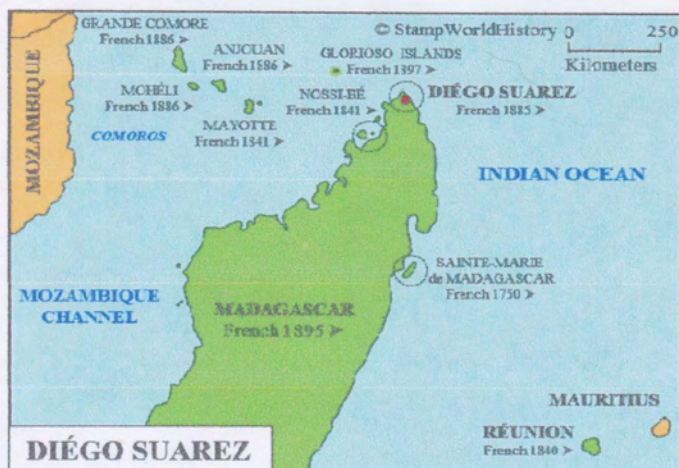 GRANDE COMORE
French 1886 ➤
ANJOUAN
French 1886 ➤
© StampWorldHistory
0 250
Kilometers
GLORIOSO ISLANDS
French 1897 ➤
MOHÉLI
French 1886 ➤
NOSSI-BÉ
French 1841 ➤
DIÉGO SUAREZ
French 1885 ➤
MAYOTTE
French 1841 ➤
COMOROS
MOZAMBIQUE
INDIAN OCEAN
SAINTE-MARIE
de MADAGASCAR
French 1750 ➤
MOZAMBIQUE
CHANNEL
MADAGASCAR
French 1895 ➤
MAURITIUS
RÉUNION
French 1840 ➤
DIÉGO SUAREZ